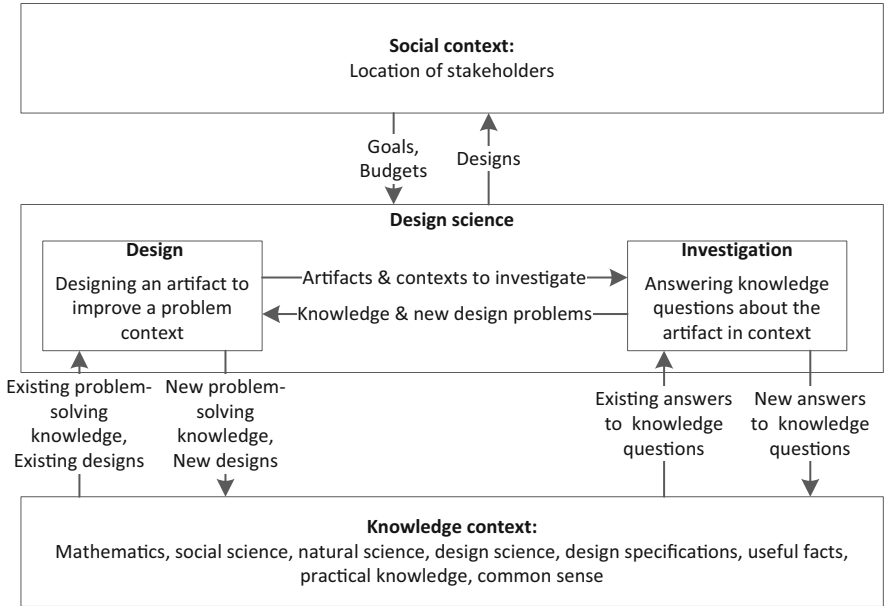 Social context:
Location of stakeholders
Goals,
Budgets
Designs
Design science
Design
Designing an artifact to
improve a problem
context
Artifacts & contexts to investigate
Knowledge & new design problems
Investigation
Answering knowledge
questions about the
artifact in context
Existing problem-
solving
knowledge,
Existing designs
New problem-
solving
knowledge,
New designs
Existing answers
to knowledge
questions
New answers
to knowledge
questions
Knowledge context:
Mathematics, social science, natural science, design science, design specifications, useful facts,
practical knowledge, common sense